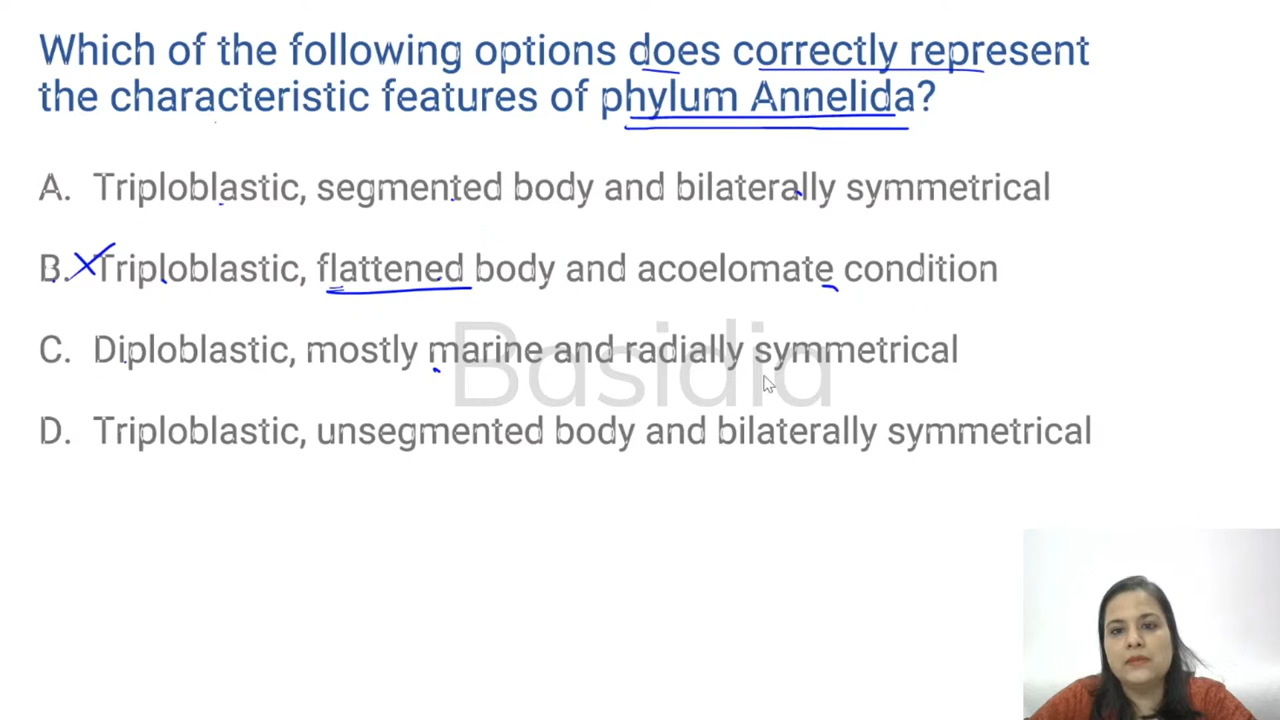 Which of the following options does correctly represent
the characteristic features of phylum Annelida?
A. Triploblastic, segmented body and bilaterally symmetrical
B. Triploblastic, flattened body and acoelomate condition
C. Diploblastic, mostly marine and radially symmetrical
D. Triploblastic, unsegmented body and bilaterally symmetrical
Basidia